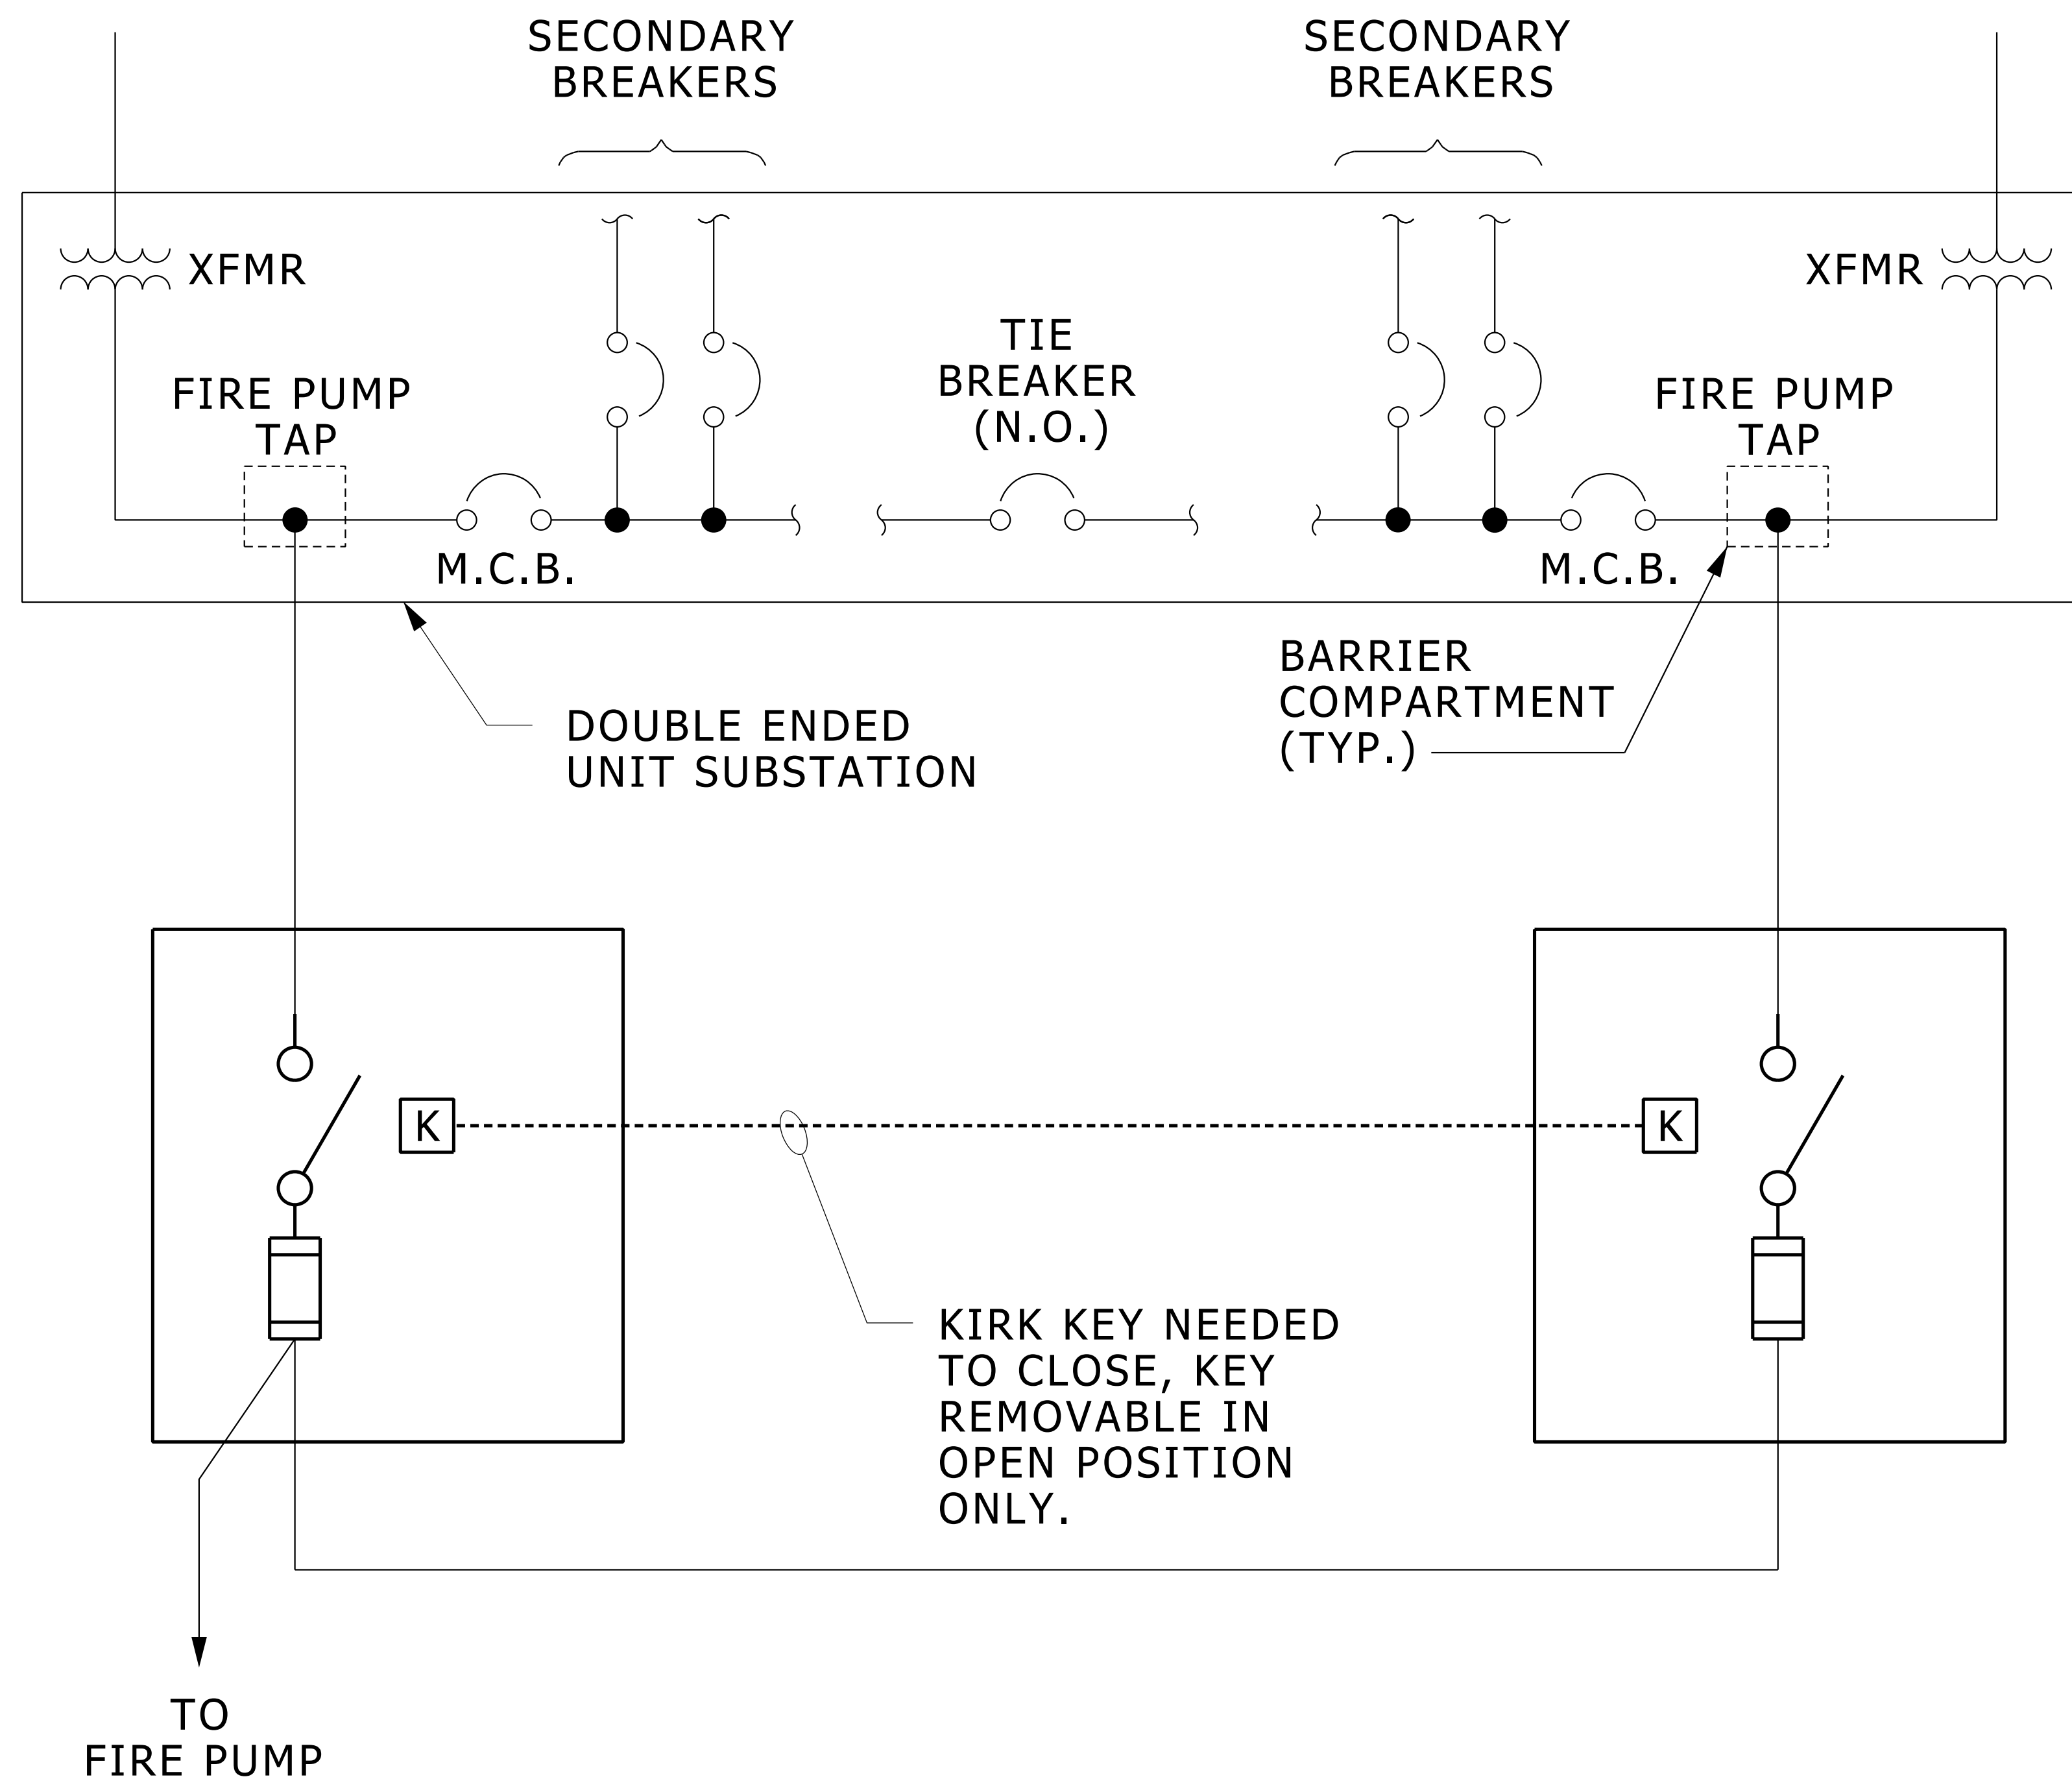 SECONDARY
BREAKERS
SECONDARY
BREAKERS
XFMR
XFMR
FIRE PUMP
TAP
TIE
BREAKER
(N.O.)
FIRE PUMP
TAP
M.C.B.
M.C.B.
DOUBLE ENDED
UNIT SUBSTATION
BARRIER
COMPARTMENT
(TYP.)
K
K
KIRK KEY NEEDED
TO CLOSE, KEY
REMOVABLE IN
OPEN POSITION
ONLY.
TO
FIRE PUMP